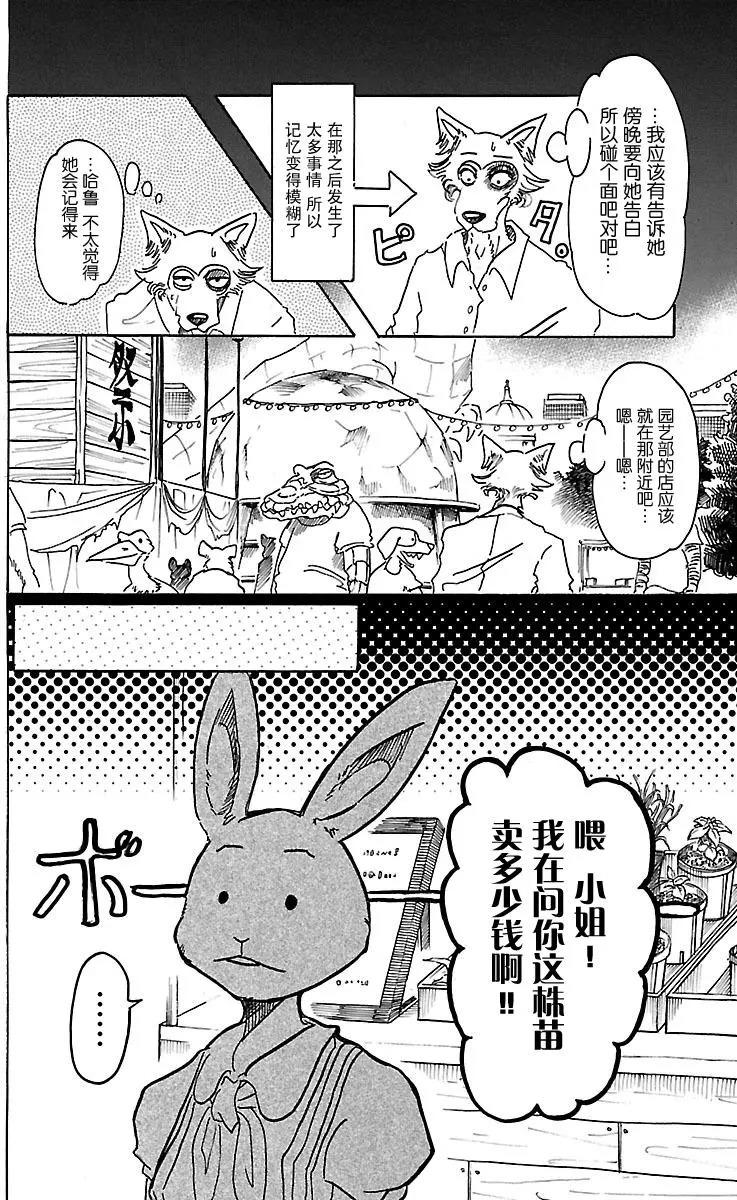 …我应该有告诉她
傍晚要向她告白
所以碰个面吧对吧…
ピタ。
在那之后发生了
太多事情 所以
记忆变得模糊了
…哈鲁 不太觉得
她会记得来
园艺部的店应该
就在那附近吧…
嗯——嗯…
喂 小姐！
我在问你这株苗
卖多少钱啊!!
ボー
……